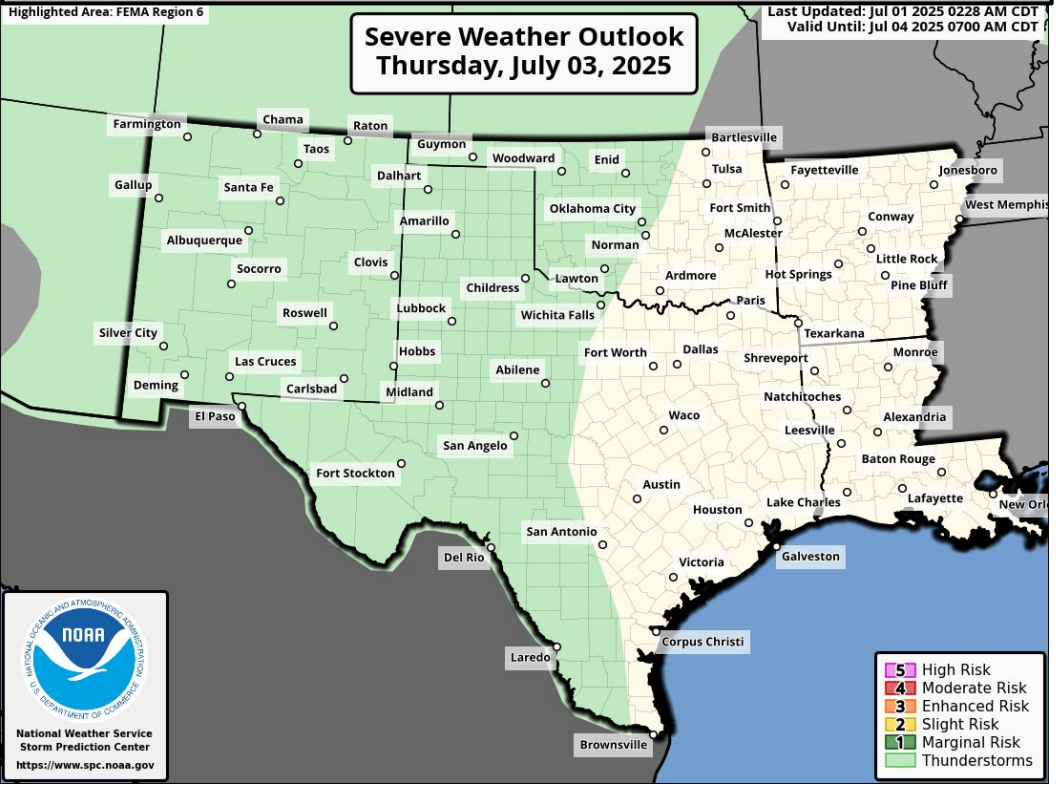 Highlighted Area: FEMA Region 6
Severe Weather Outlook
Thursday, July 03, 2025
Last Updated: Jul 01 2025 0228 AM CDT
Valid Until: Jul 04 2025 0700 AM CDT
Farmington
Chama
Raton
Taos
Guymon
Woodward
Enid
Bartlesville
Tulsa
Fayetteville
Jonesboro
Gallup
Santa Fe
Dalhart
Oklahoma City
Fort Smith
West Memphis
Albuquerque
Amarillo
Norman
McAlester
Conway
Socorro
Clovis
Childress
Lawton
Ardmore
Hot Springs
Little Rock
Pine Bluff
Roswell
Lubbock
Wichita Falls
Paris
Texarkana
Silver City
Las Cruces
Hobbs
Fort Worth
Dallas
Shreveport
Monroe
Deming
Carlsbad
Midland
Abilene
Natchitoches
El Paso
Waco
Leesville
Alexandria
San Angelo
Fort Stockton
Baton Rouge
Austin
Houston
Lake Charles
Lafayette
New Orl
San Antonio
Del Rio
Galveston
Victoria
Corpus Christi
Laredo
Brownsville
NATIONAL OCEANIC AND ATMOSPHERIC ADMINISTRATION
NOAA
U.S. DEPARTMENT OF COMMERCE
National Weather Service
Storm Prediction Center
https://www.spc.noaa.gov
5 High Risk
4 Moderate Risk
3 Enhanced Risk
2 Slight Risk
1 Marginal Risk
Thunderstorms